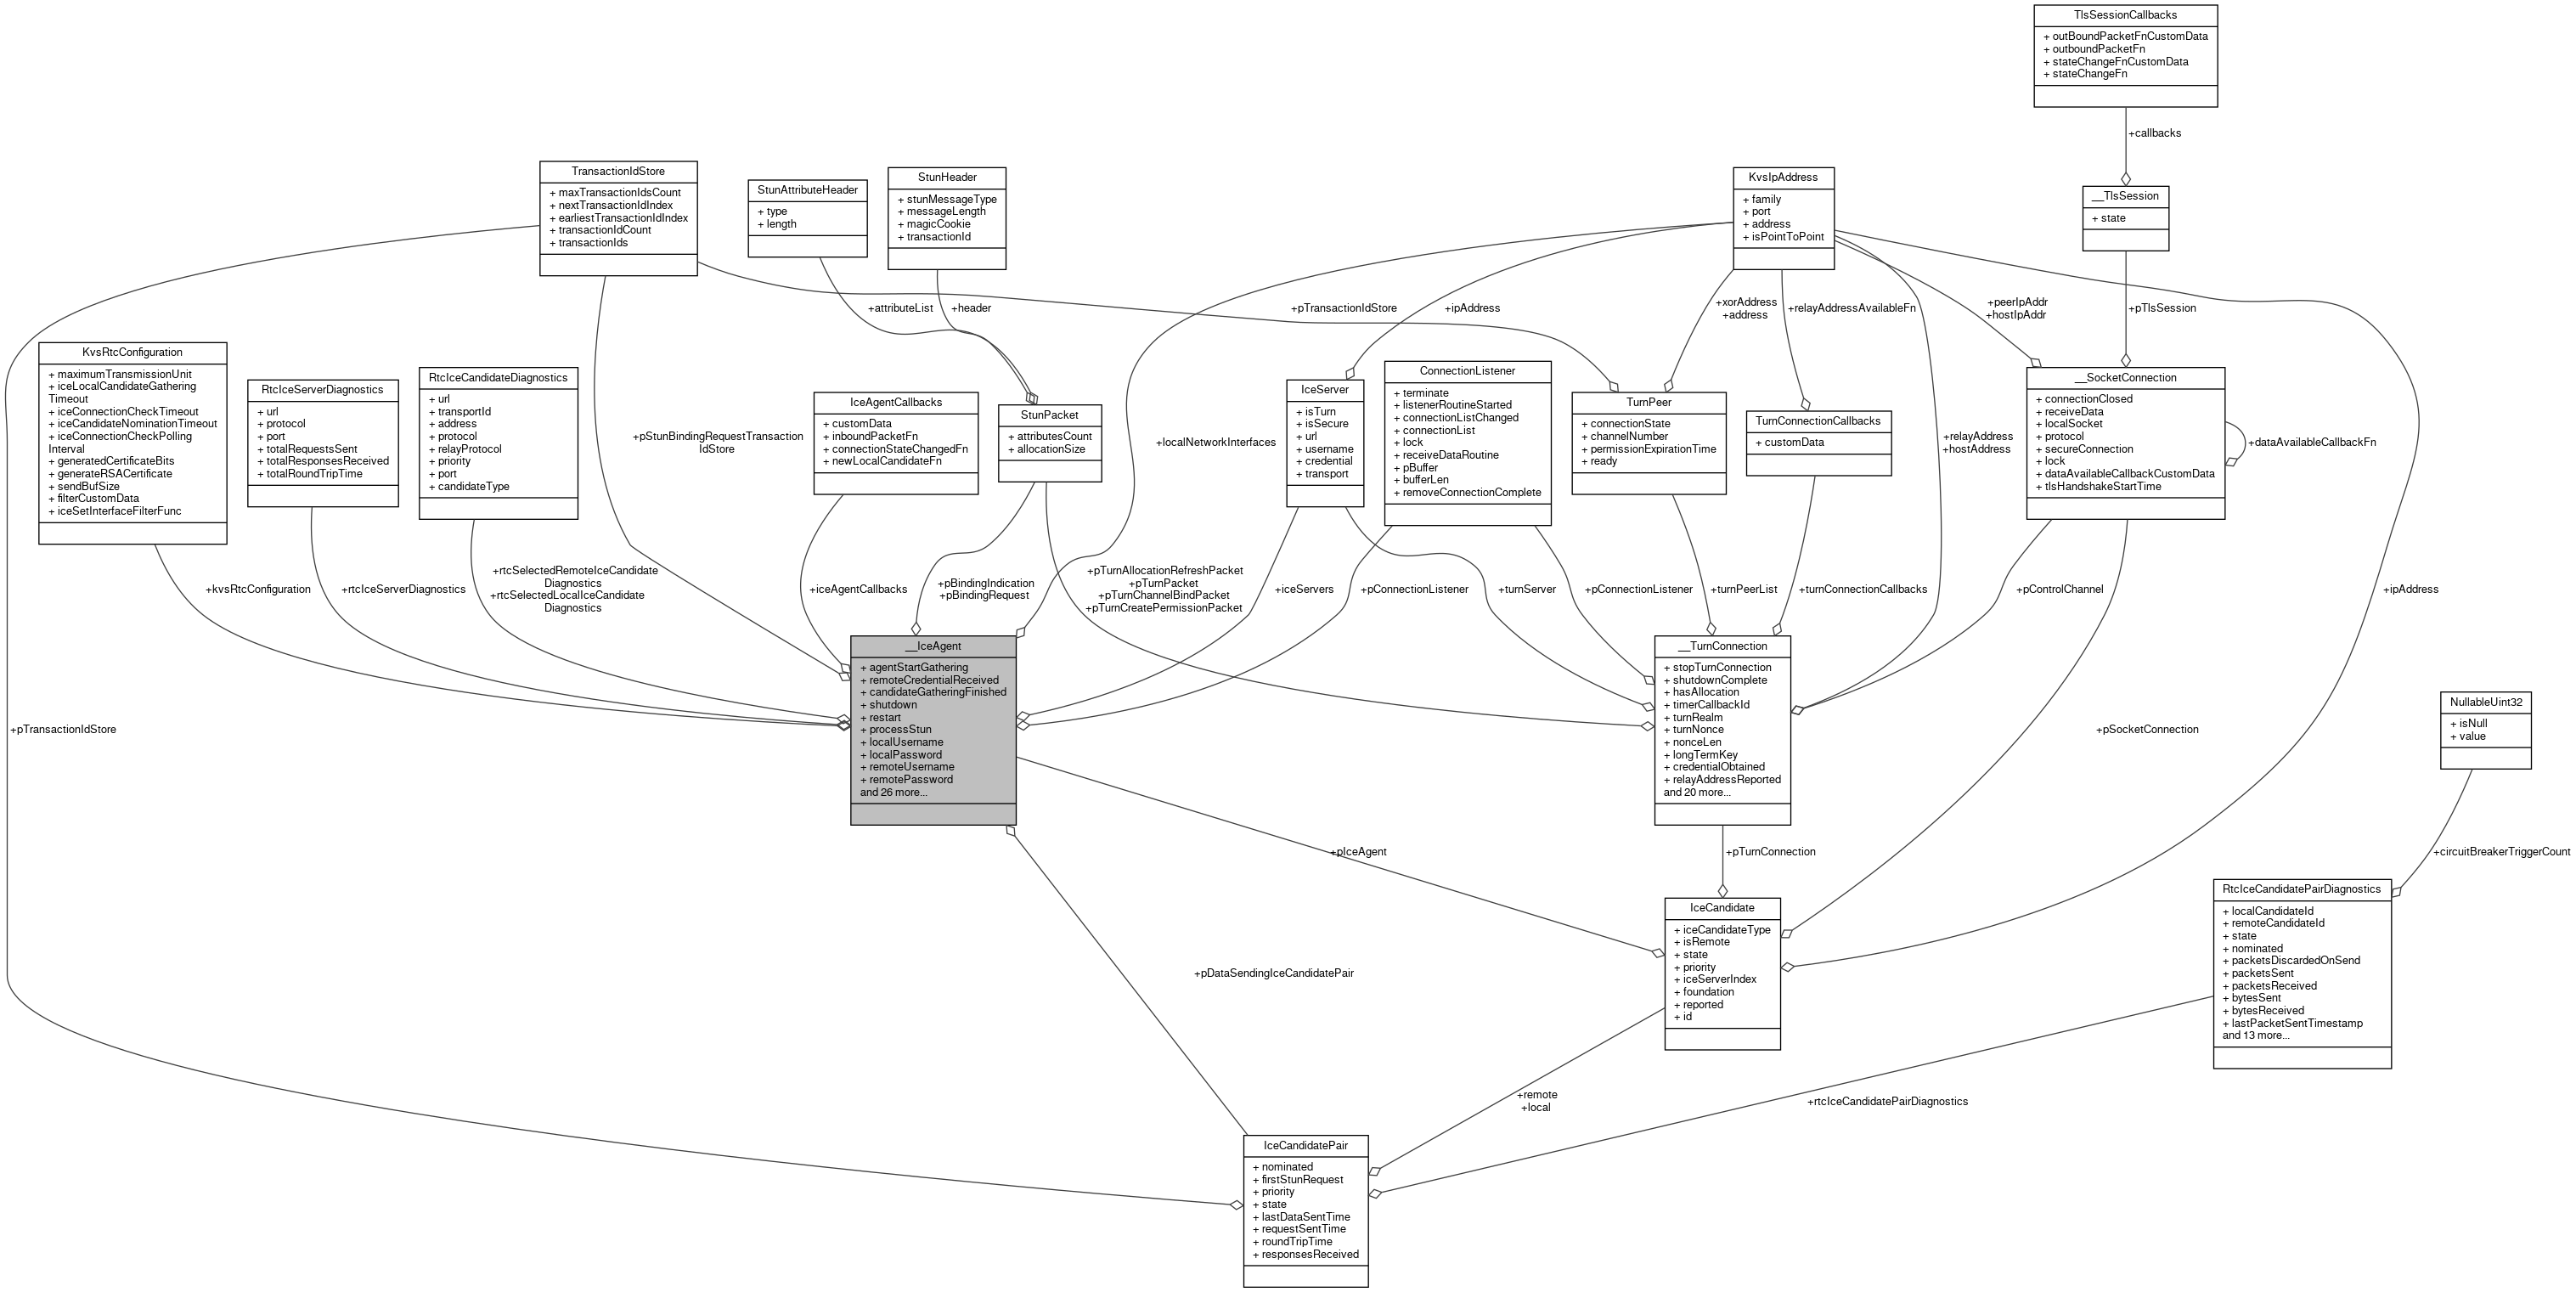 TlsSessionCallbacks
+ outBoundPacketFnCustomData
+ outboundPacketFn
+ stateChangeFnCustomData
+ stateChangeFn
+callbacks
TransactionIdStore
+ maxTransactionIdsCount
+ nextTransactionIdIndex
+ earliestTransactionIdIndex
+ transactionIdCount
+ transactionIds
StunAttributeHeader
+ type
+ length
StunHeader
+ stunMessageType
+ messageLength
+ magicCookie
+ transactionId
KvsIpAddress
+ family
+ port
+ address
+ isPointToPoint
__TlsSession
+ state
+attributeList
+header
+pTransactionIdStore
+ipAddress
+xorAddress
+address
+relayAddressAvailableFn
+peerIpAddr
+hostIpAddr
+pTlsSession
KvsRtcConfiguration
+ maximumTransmissionUnit
+ iceLocalCandidateGathering
Timeout
+ iceConnectionCheckTimeout
+ iceCandidateNominationTimeout
+ iceConnectionCheckPolling
Interval
+ generatedCertificateBits
+ generateRSACertificate
+ sendBufSize
+ filterCustomData
+ iceSetInterfaceFilterFunc
RtcIceServerDiagnostics
+ url
+ protocol
+ port
+ totalRequestsSent
+ totalResponsesReceived
+ totalRoundTripTime
RtcIceCandidateDiagnostics
+ url
+ transportId
+ address
+ protocol
+ relayProtocol
+ priority
+ port
+ candidateType
+pStunBindingRequestTransaction
IdStore
IceAgentCallbacks
+ customData
+ inboundPacketFn
+ connectionStateChangedFn
+ newLocalCandidateFn
StunPacket
+ attributesCount
+ allocationSize
+localNetworkInterfaces
IceServer
+ isTurn
+ isSecure
+ url
+ username
+ credential
+ transport
ConnectionListener
+ terminate
+ listenerRoutineStarted
+ connectionListChanged
+ connectionList
+ lock
+ receiveDataRoutine
+ pBuffer
+ bufferLen
+ removeConnectionComplete
TurnPeer
+ connectionState
+ channelNumber
+ permissionExpirationTime
+ ready
TurnConnectionCallbacks
+ customData
+relayAddress
+hostAddress
__SocketConnection
+ connectionClosed
+ receiveData
+ localSocket
+ protocol
+ secureConnection
+ lock
+ dataAvailableCallbackCustomData
+ tlsHandshakeStartTime
+dataAvailableCallbackFn
+kvsRtcConfiguration
+rtcIceServerDiagnostics
+rtcSelectedRemoteIceCandidate
Diagnostics
+rtcSelectedLocalIceCandidate
Diagnostics
+iceAgentCallbacks
+pBindingIndication
+pBindingRequest
+pTurnAllocationRefreshPacket
+pTurnPacket
+pTurnChannelBindPacket
+pTurnCreatePermissionPacket
+iceServers
+pConnectionListener
+turnServer
+pConnectionListener
+turnPeerList
+turnConnectionCallbacks
+pControlChannel
+ipAddress
+pTransactionIdStore
__IceAgent
+ agentStartGathering
+ remoteCredentialReceived
+ candidateGatheringFinished
+ shutdown
+ restart
+ processStun
+ localUsername
+ localPassword
+ remoteUsername
+ remotePassword
and 26 more...
__TurnConnection
+ stopTurnConnection
+ shutdownComplete
+ hasAllocation
+ timerCallbackId
+ turnRealm
+ turnNonce
+ nonceLen
+ longTermKey
+ credentialObtained
+ relayAddressReported
and 20 more...
+pSocketConnection
NullableUint32
+ isNull
+ value
+pIceAgent
+pTurnConnection
+circuitBreakerTriggerCount
+pDataSendingIceCandidatePair
IceCandidate
+ iceCandidateType
+ isRemote
+ state
+ priority
+ iceServerIndex
+ foundation
+ reported
+ id
RtcIceCandidatePairDiagnostics
+ localCandidateId
+ remoteCandidateId
+ state
+ nominated
+ packetsDiscardedOnSend
+ packetsSent
+ packetsReceived
+ bytesSent
+ bytesReceived
+ lastPacketSentTimestamp
and 13 more...
+remote
+local
+rtcIceCandidatePairDiagnostics
IceCandidatePair
+ nominated
+ firstStunRequest
+ priority
+ state
+ lastDataSentTime
+ requestSentTime
+ roundTripTime
+ responsesReceived